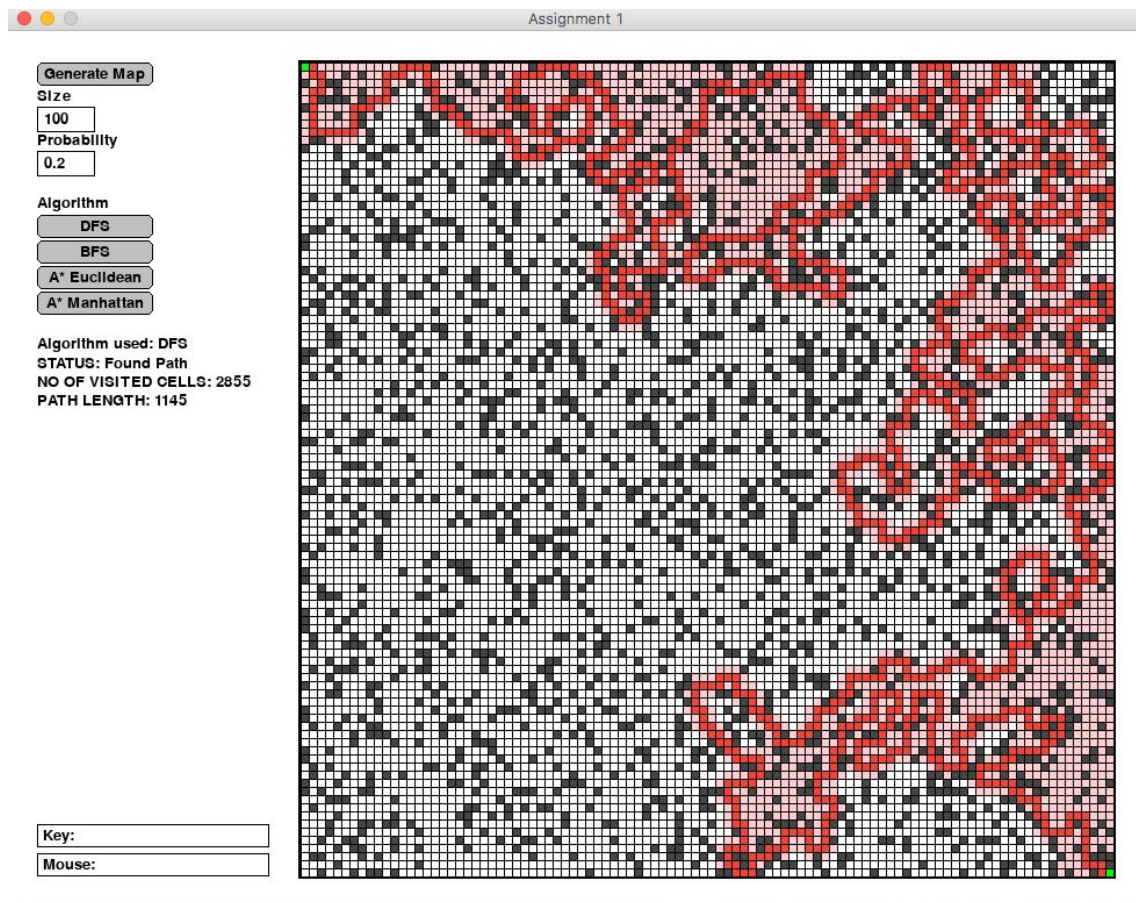 Assignment 1
Generate Map
Size
100
Probability
0.2
Algorithm
DFS
BFS
A* Euclidean
A* Manhattan
Algorithm used: DFS
STATUS: Found Path
NO OF VISITED CELLS: 2855
PATH LENGTH: 1145
Key:
Mouse: